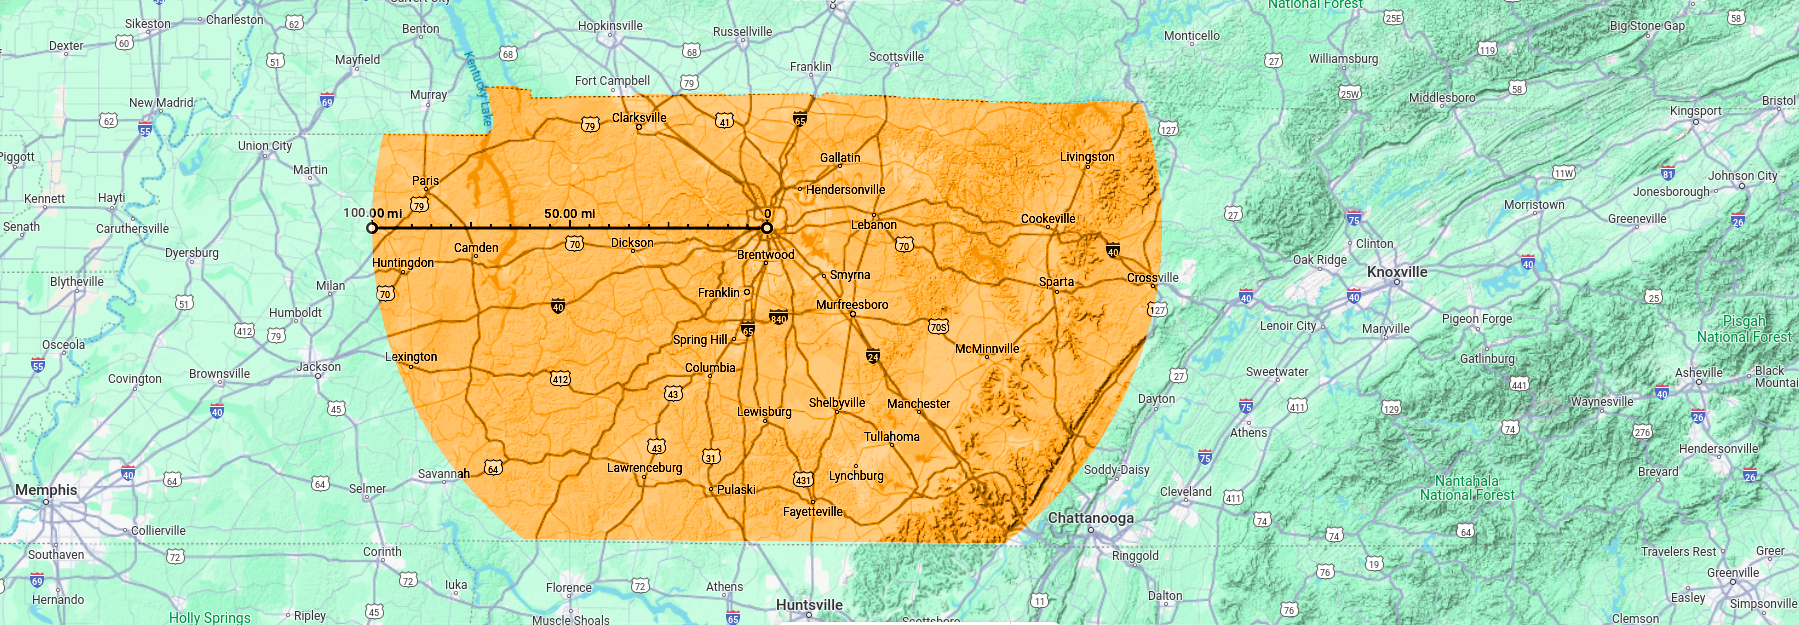 Calvert City
National Forest
Sikeston
Charleston
62
Benton
Hopkinsville
Russellville
25E
58
Dexter
60
51
Mayfield
68
68
Scottsville
Monticello
Williamsburg
119
Big Stone Gap
Kentucky Lake
Fort Campbell
79
Franklin
27
New Madrid
69
Murray
25W
58
Middlesboro
Kingsport
Bristol
62
55
79
Clarksville
41
65
127
Union City
Piggott
Martin
Gallatin
Livingston
11W
81
Johnson City
Kennett
Hayti
Paris
79
Hendersonville
Jonesborough
Morristown
100.00 mi
50.00 mi
0
27
75
Greeneville
26
Senath
Caruthersville
Lebanon
Cookeville
Dyersburg
Camden
70
Dickson
Brentwood
70
40
Clinton
Huntingdon
Oak Ridge
Knoxville
40
Blytheville
Milan
70
Smyrna
Sparta
Crossville
51
Humboldt
40
Franklin
Murfreesboro
127
40
40
25
412
79
65
840
70S
Lenoir City
Maryville
Pigeon Forge
Pisgah
National Forest
Osceola
Spring Hill
McMinnville
Gatlinburg
55
Jackson
Lexington
24
Covington
Brownsville
412
Columbia
27
Sweetwater
441
Asheville
Black
Mountain
40
45
43
Lewisburg
Shelbyville
Manchester
Dayton
75
411
129
Waynesville
40
26
Tullahoma
Athens
74
276
Hendersonville
43
31
75
Memphis
40
64
64
Savannah
64
Lawrenceburg
Pulaski
431
Lynchburg
Soddy-Daisy
Cleveland
411
Nantahala
National Forest
Brevard
26
Selmer
Fayetteville
Chattanooga
74
74
64
Collierville
Southaven
72
Corinth
Ringgold
Travelers Rest
Greer
69
72
Iuka
Florence
72
Athens
76
19
Greenville
Hernando
Holly Springs
Ripley
45
Muscle Shoals
65
Huntsville
Scottsboro
11
Dalton
76
Easley
Simpsonville
Clemson